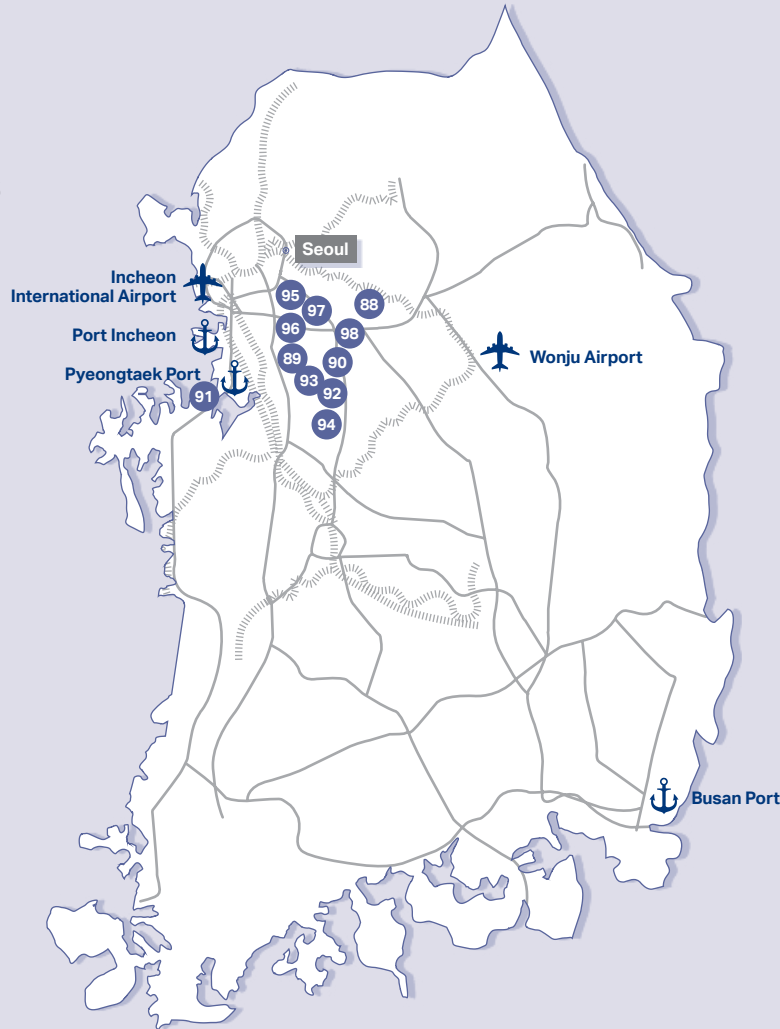 Seoul
Incheon
International Airport
95
88
97
Port Incheon
96
98
Wonju Airport
89
90
Pyeongtaek Port
93
91
92
94
Busan Port